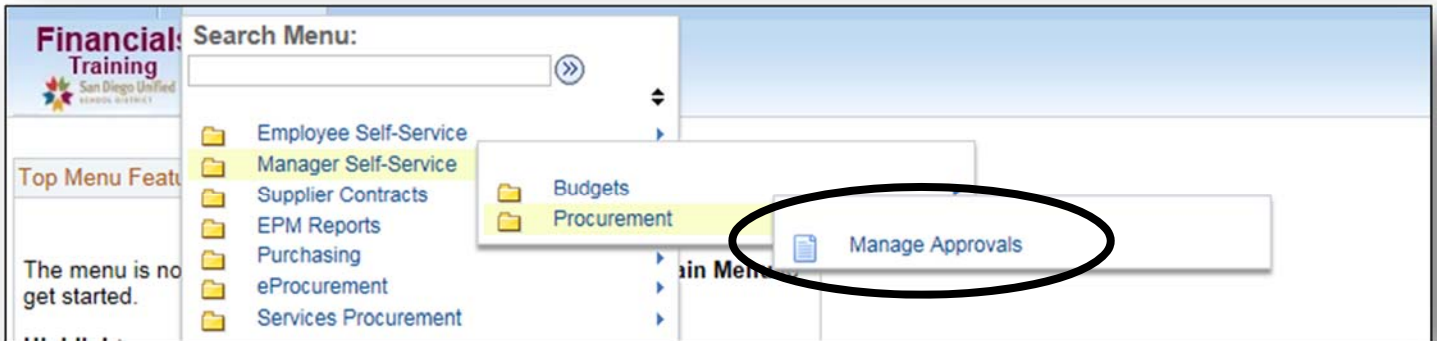 Financials
Training
San Diego Unified
SCHOOL DISTRICT
Search Menu:
Employee Self-Service
Manager Self-Service
Supplier Contracts
EPM Reports
Purchasing
eProcurement
Services Procurement
Budgets
Procurement
Manage Approvals
Top Menu Featu
The menu is no
ain Menu
get started.